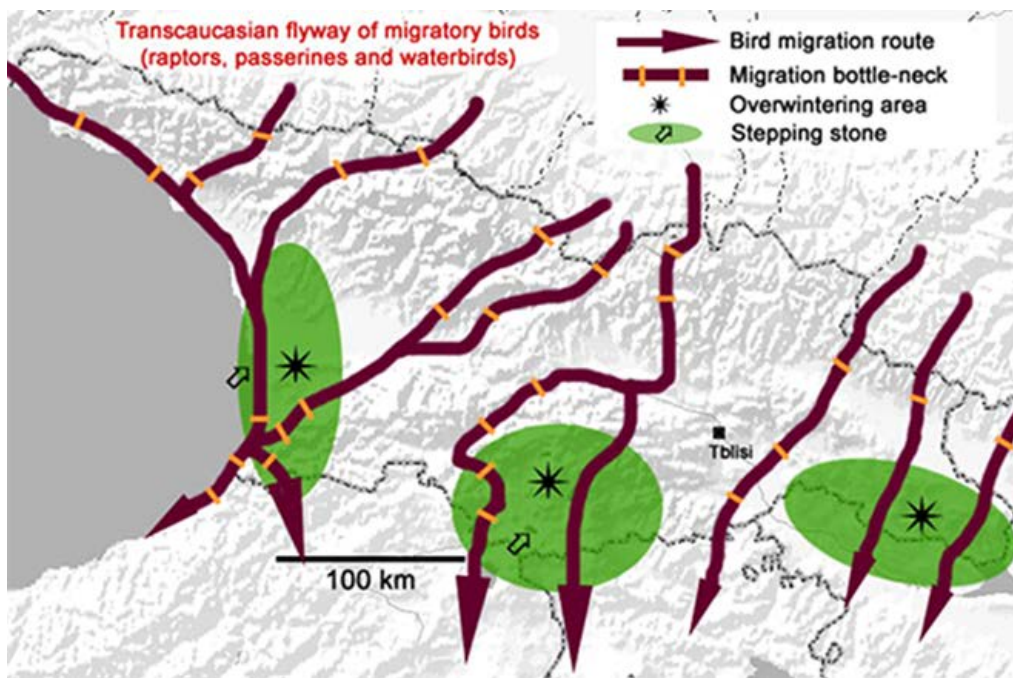 Transcaucasian flyway of migratory birds
(raptors, passerines and waterbirds)
Bird migration route
Migration bottle-neck
Overwintering area
Stepping stone
Tblisi
100 km